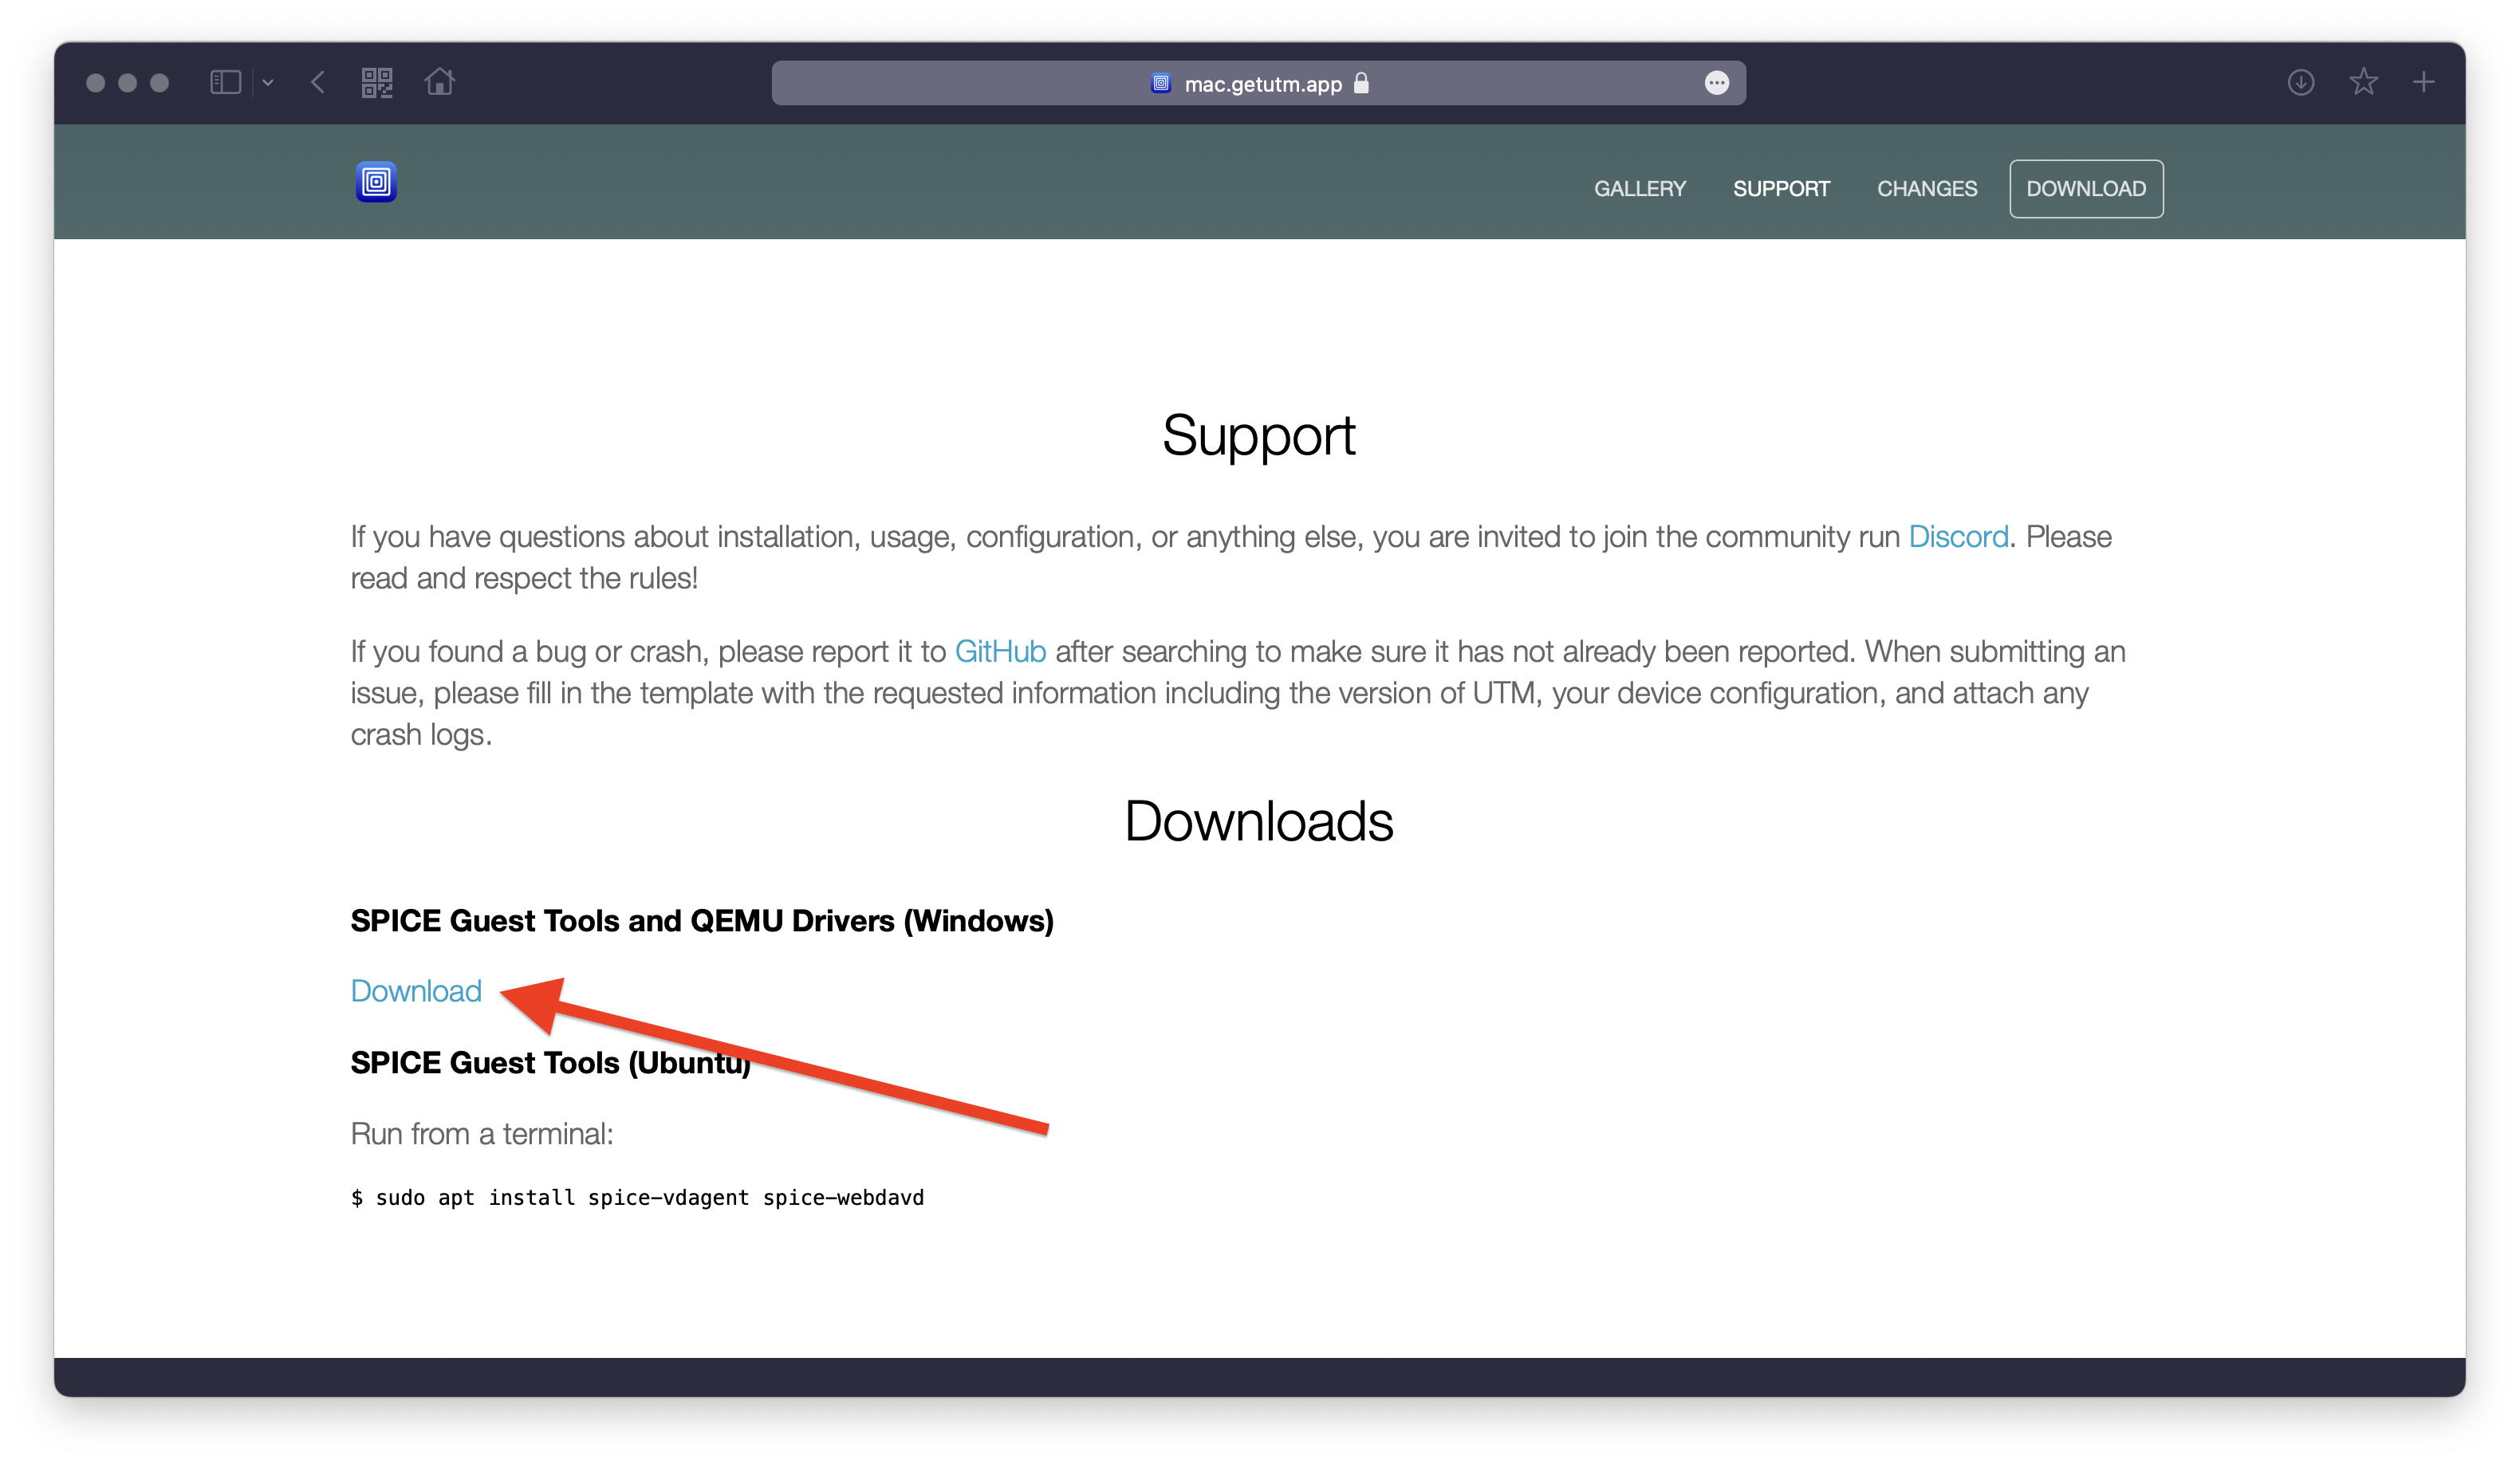 mac.getutm.app
GALLERY SUPPORT CHANGES DOWNLOAD
Support
If you have questions about installation, usage, configuration, or anything else, you are invited to join the community run Discord. Please
read and respect the rules!
If you found a bug or crash, please report it to GitHub after searching to make sure it has not already been reported. When submitting an
issue, please fill in the template with the requested information including the version of UTM, your device configuration, and attach any
crash logs.
Downloads
SPICE Guest Tools and QEMU Drivers (Windows)
Download
SPICE Guest Tools (Ubuntu)
Run from a terminal:
$ sudo apt install spice-vdagent spice-webdavd